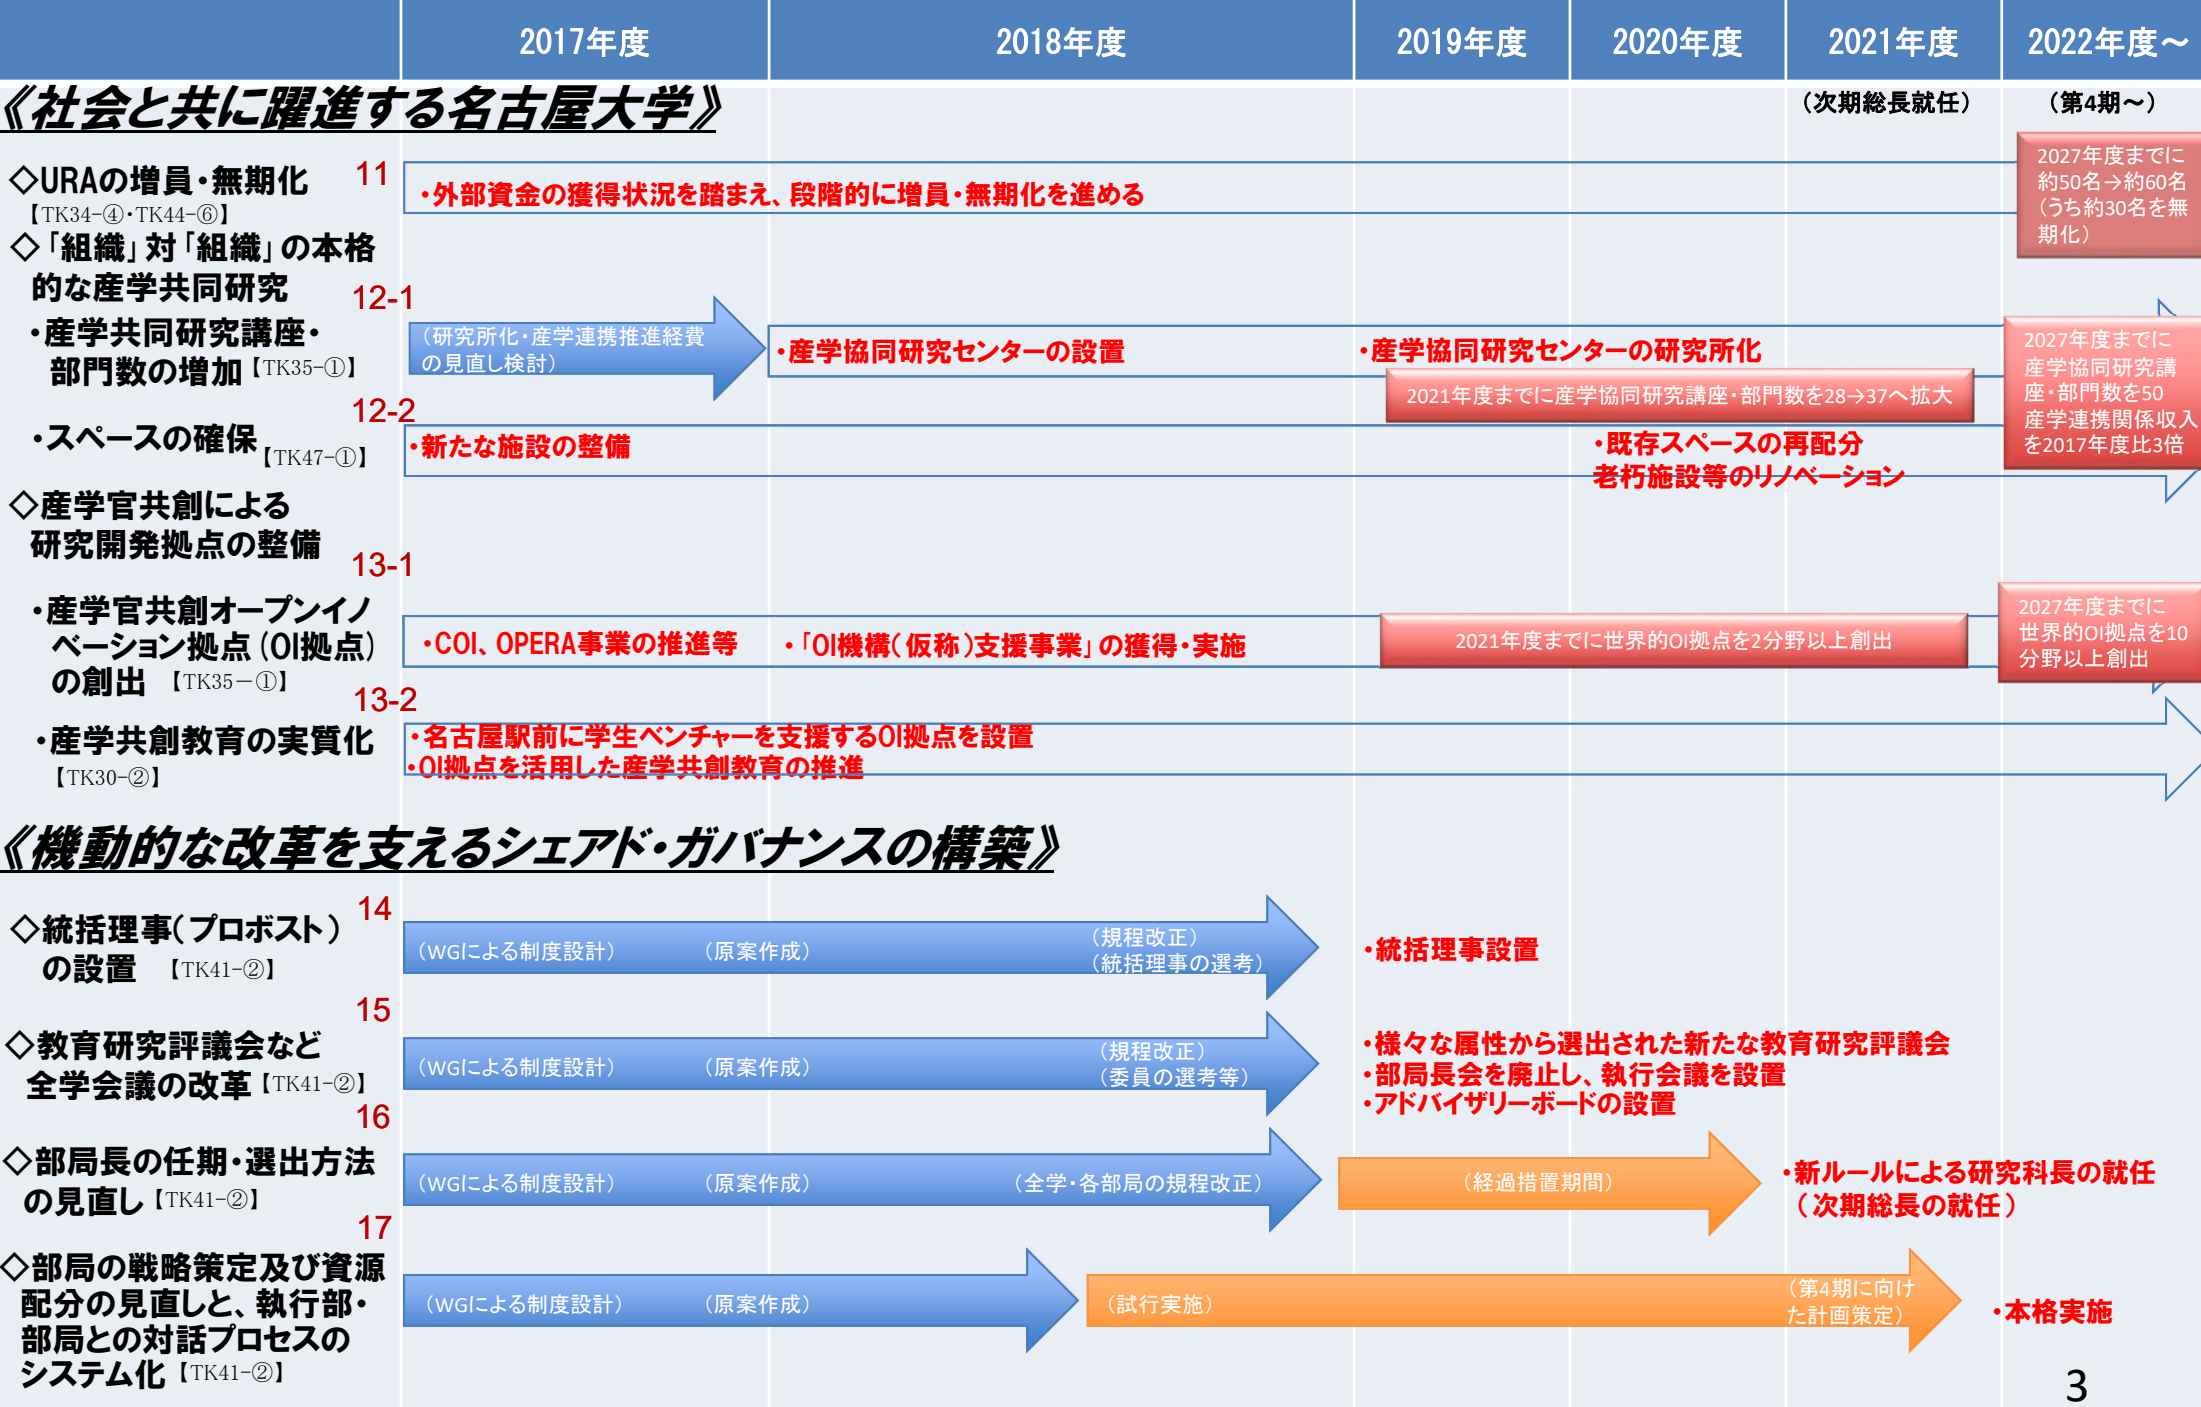 2017年度 2018年度 2019年度 2020年度 2021年度 2022年度～
《社会と共に躍進する名古屋大学》
（次期総長就任） （第4期～）
◇URAの増員・無期化 11
【TK34-④・TK44-⑥】
・外部資金の獲得状況を踏まえ、段階的に増員・無期化を進める
2027年度までに
約50名→約60名
（うち約30名を無
期化）
◇「組織」対「組織」の本格
的な産学共同研究
12-1
・産学共同研究講座・
部門数の増加【TK35-①】
（研究所化・産学連携推進経費
の見直し検討）
・産学協同研究センターの設置
・産学協同研究センターの研究所化
2021年度までに産学協同研究講座・部門数を28→37へ拡大
2027年度までに
産学協同研究講
座・部門数を50
産学連携関係収入
を2017年度比3倍
12-2
・スペースの確保【TK47-①】
・新たな施設の整備
・既存スペースの再配分
老朽施設等のリノベーション
◇産学官共創による
研究開発拠点の整備
13-1
・産学官共創オープンイノ
ベーション拠点（OI拠点）
の創出 【TK35－①】
・COI、OPERA事業の推進等
・「OI機構（仮称）支援事業」の獲得・実施
2021年度までに世界的OI拠点を2分野以上創出
2027年度までに
世界的OI拠点を10
分野以上創出
13-2
・産学共創教育の実質化
【TK30-②】
・名古屋駅前に学生ベンチャーを支援するOI拠点を設置
・OI拠点を活用した産学共創教育の推進
《機動的な改革を支えるシェアド・ガバナンスの構築》
14
◇統括理事（プロボスト）
の設置 【TK41-②】
（WGによる制度設計） （原案作成）
（規程改正）
（統括理事の選考）
・統括理事設置
15
◇教育研究評議会など
全学会議の改革【TK41-②】
（WGによる制度設計） （原案作成）
（規程改正）
（委員の選考等）
・様々な属性から選出された新たな教育研究評議会
・部局長会を廃止し、執行会議を設置
・アドバイザリーボードの設置
16
◇部局長の任期・選出方法
の見直し【TK41-②】
（WGによる制度設計） （原案作成） （全学・各部局の規程改正）
（経過措置期間）
・新ルールによる研究科長の就任
（次期総長の就任）
17
◇部局の戦略策定及び資源
配分の見直しと、執行部・
部局との対話プロセスの
システム化【TK41-②】
（WGによる制度設計） （原案作成）
（試行実施）
（第4期に向け
た計画策定）
・本格実施
3